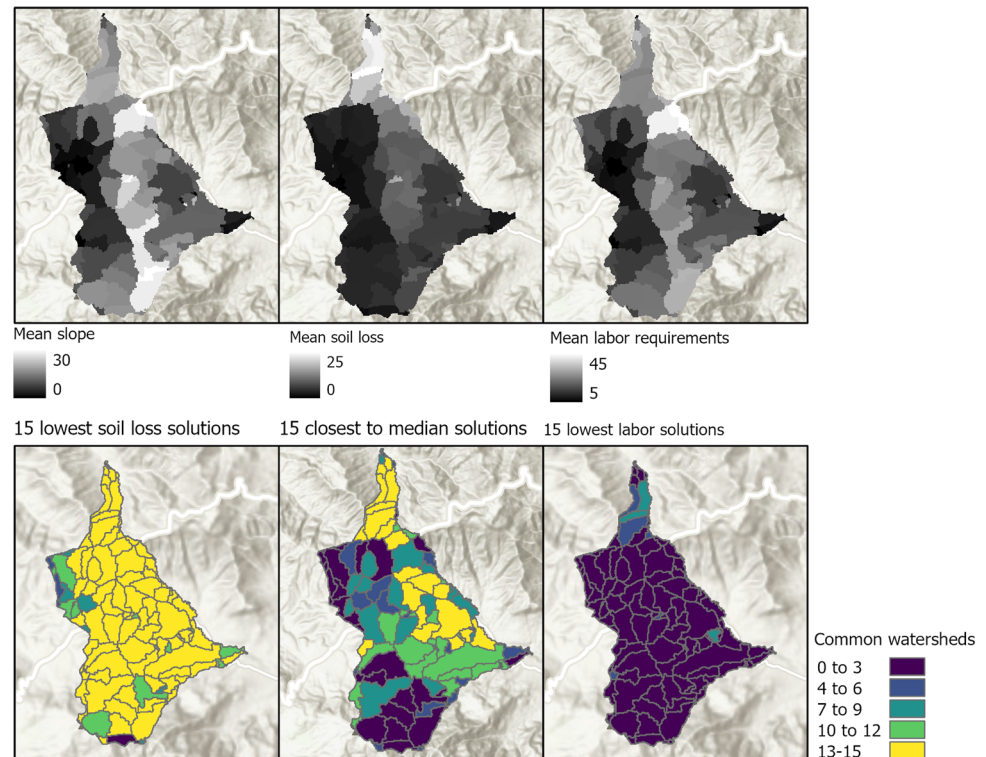 Mean slope
30
0
Mean soil loss
25
0
Mean labor requirements
45
5
15 lowest soil loss solutions
15 closest to median solutions
15 lowest labor solutions
Common watersheds
0 to 3
4 to 6
7 to 9
10 to 12
13-15